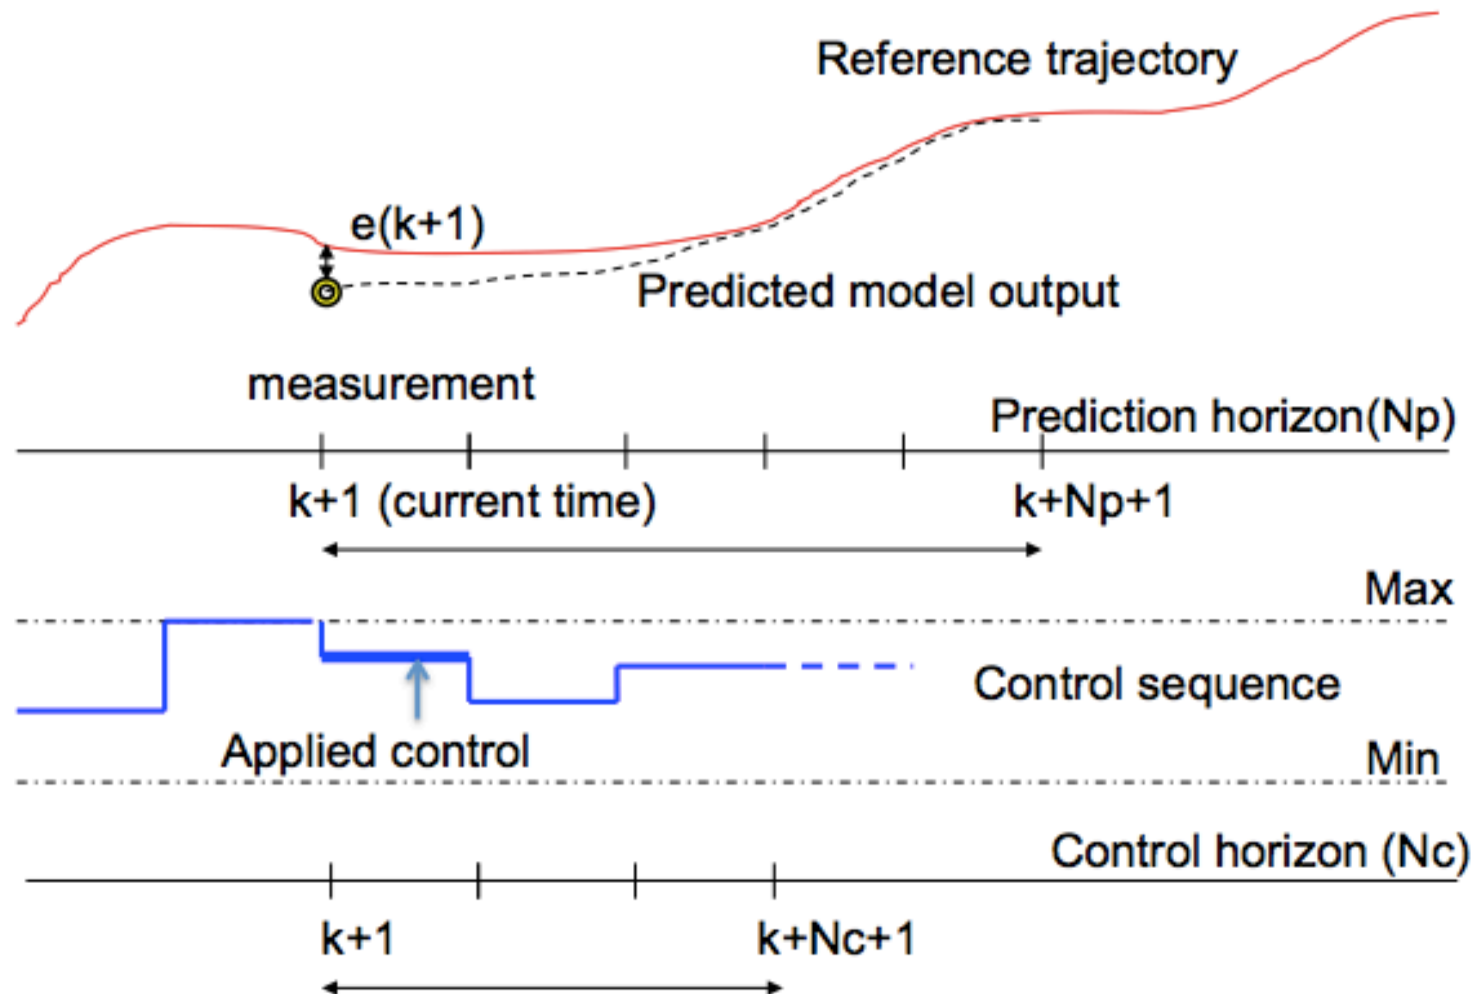 Reference trajectory
e(k+1)
Predicted model output
measurement
Prediction horizon(Np)
k+1 (current time)
k+Np+1
Max
Control sequence
Applied control
Min
Control horizon (Nc)
k+1
k+Nc+1